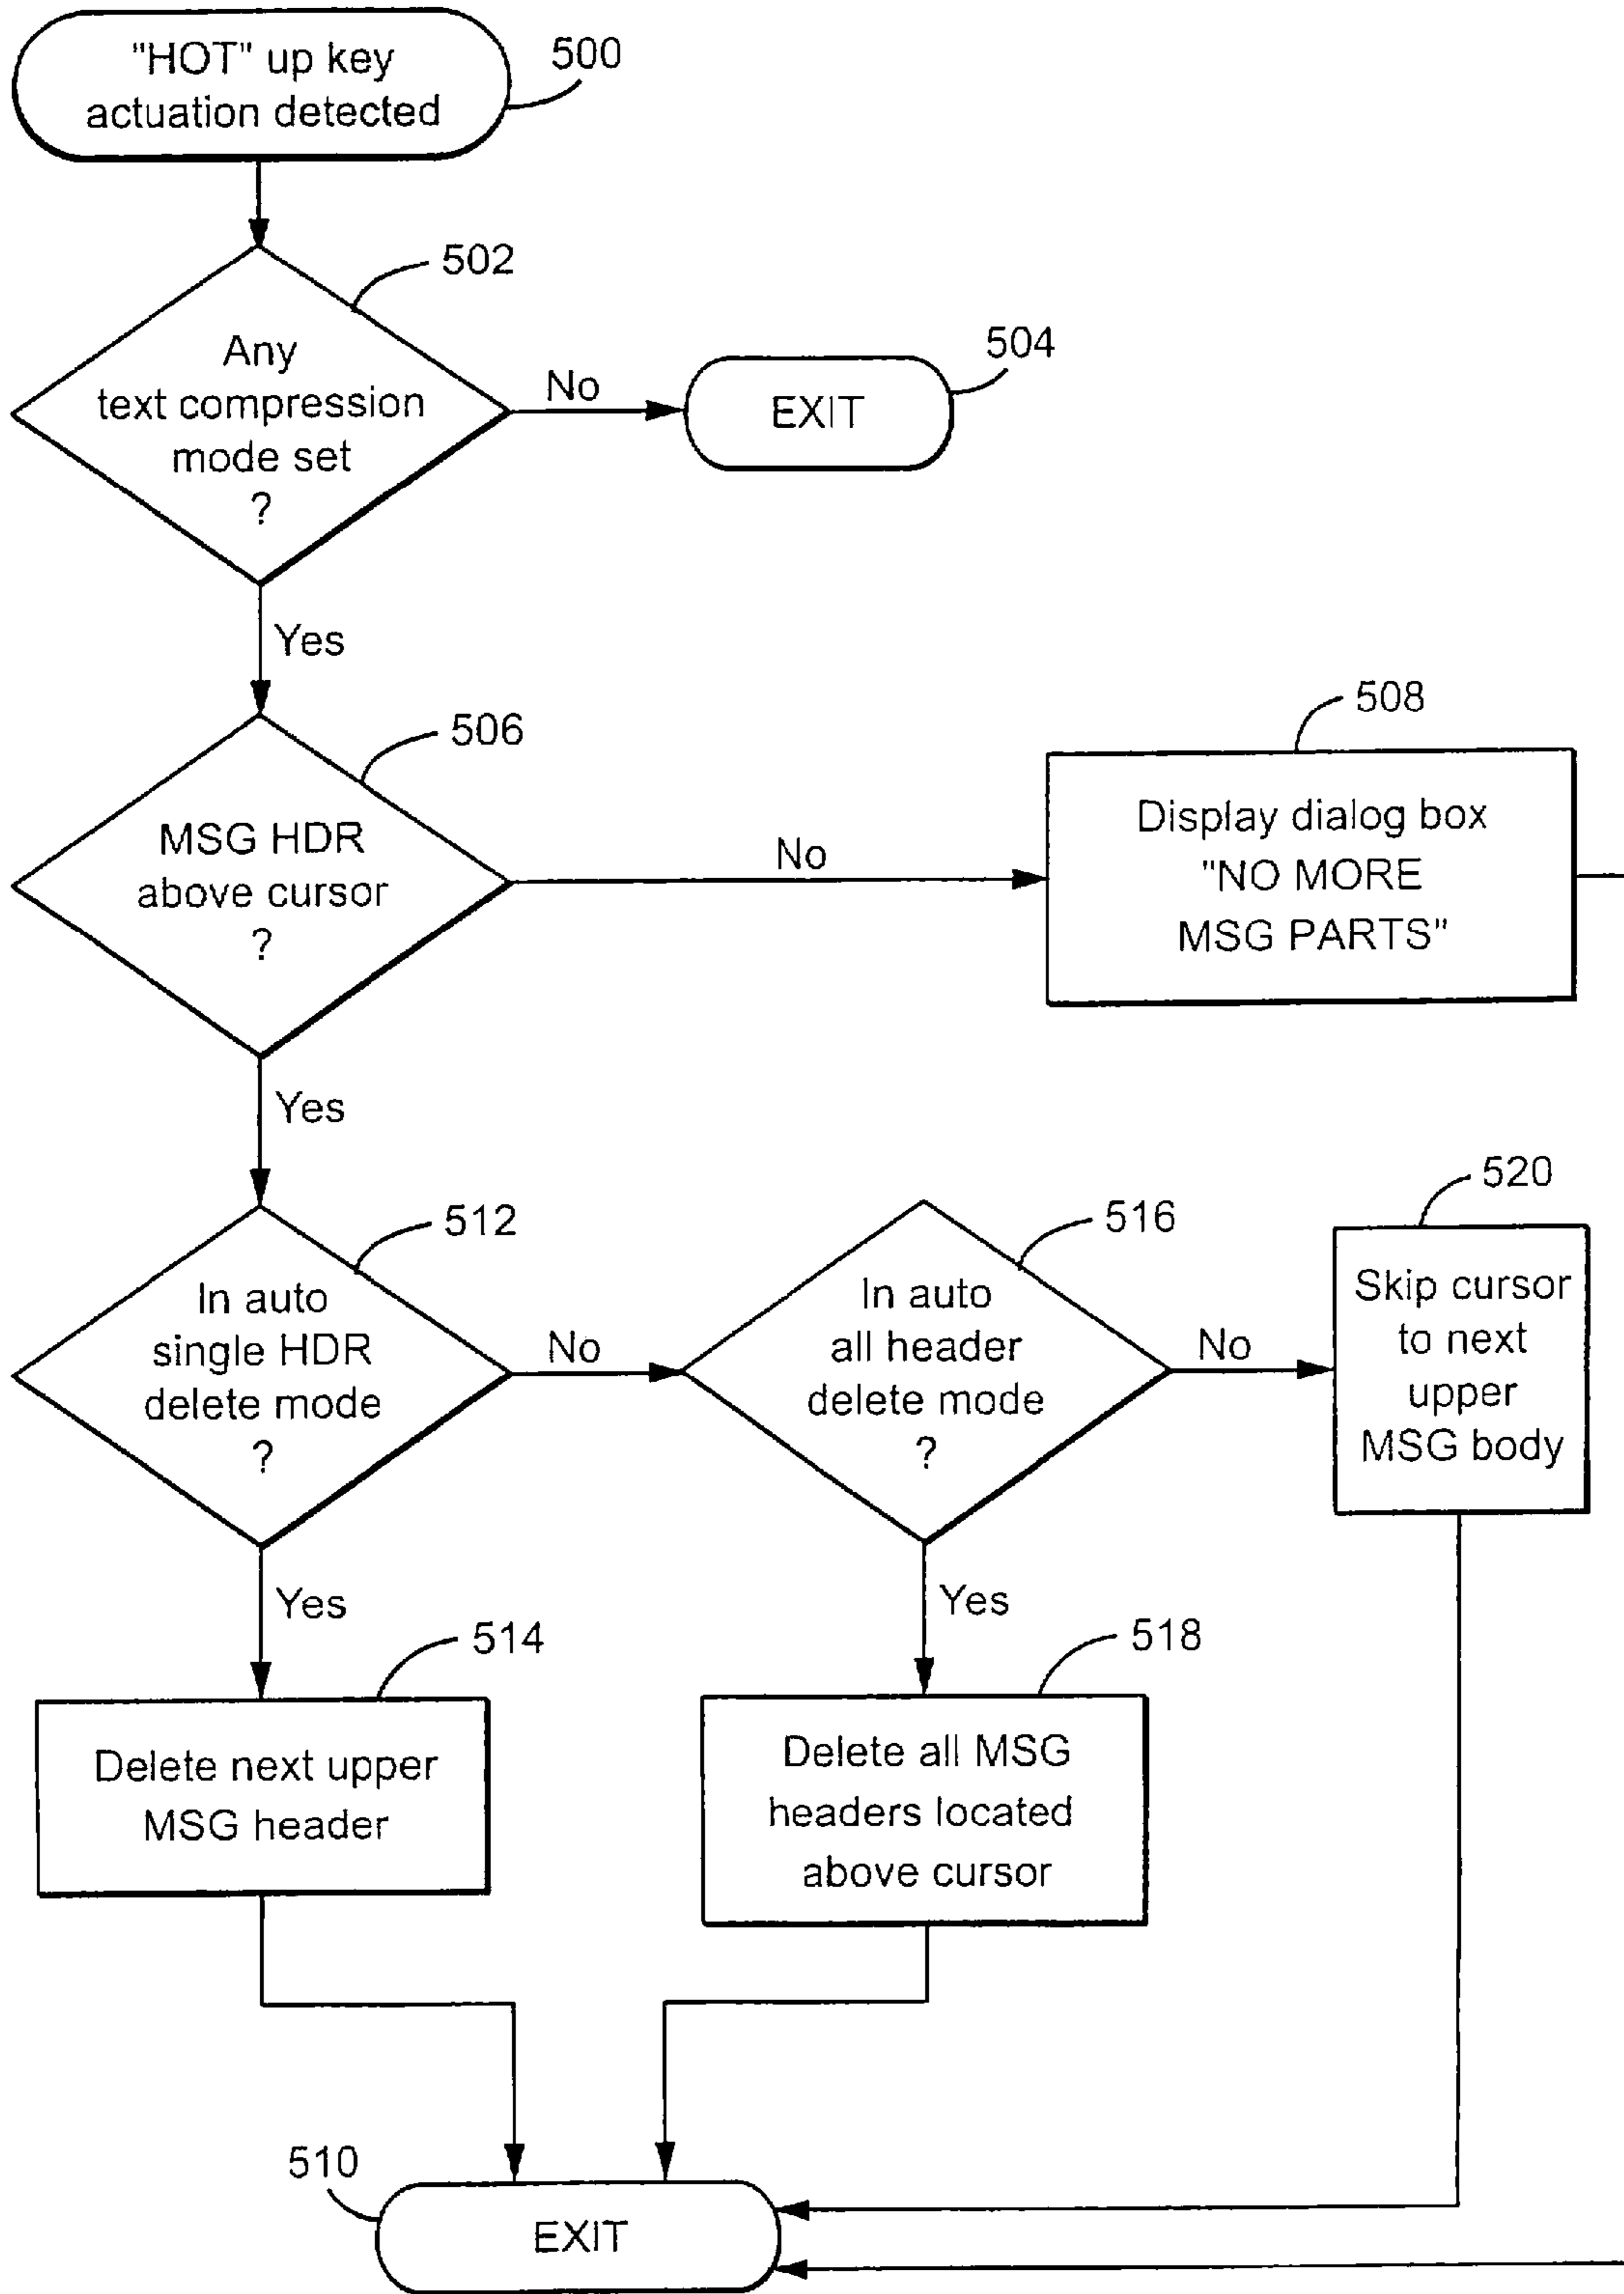 "HOT" up key
actuation detected
500
502
Any
text compression
mode set
?
No
504
EXIT
Yes
506
MSG HDR
above cursor
?
No
508
Display dialog box
"NO MORE
MSG PARTS"
Yes
512
In auto
single HDR
delete mode
?
No
516
In auto
all header
delete mode
?
No
520
Skip cursor
to next
upper
MSG body
Yes
514
Delete next upper
MSG header
Yes
518
Delete all MSG
headers located
above cursor
510
EXIT